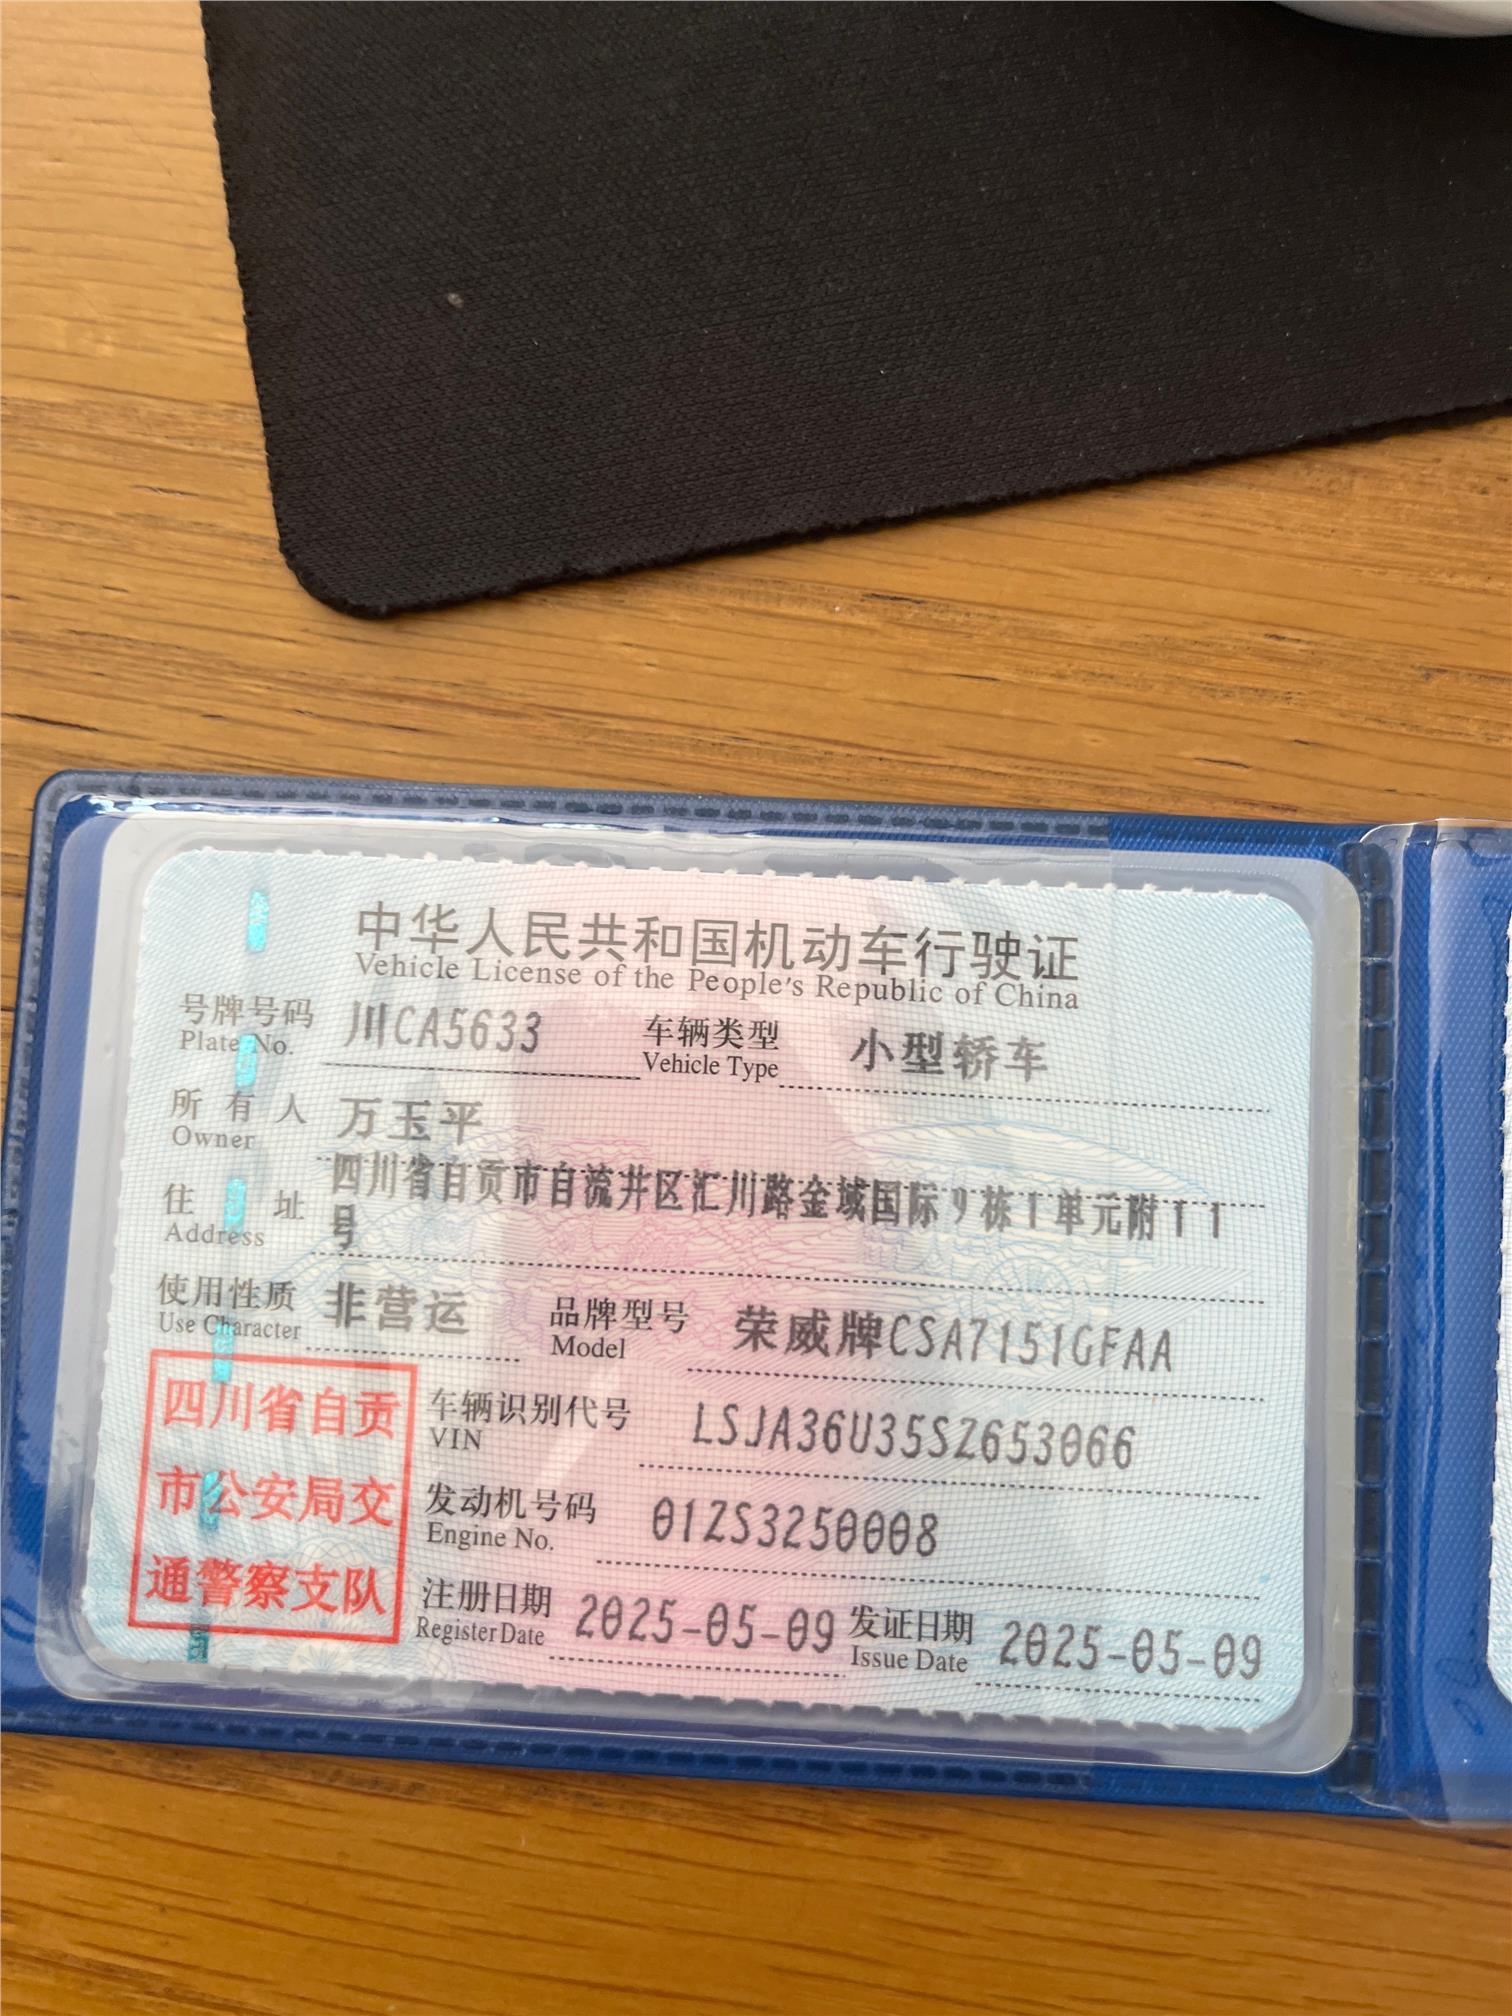 中华人民共和国机动车行驶证
Vehicle License of the People's Republic of China
号牌号码 川CA5633 车辆类型 小型轿车
Plate No. Vehicle Type
所有人 万玉平
Owner
住址 四川省自贡市自流井区汇川路金域国际9栋1单元附11
Address 号
使用性质 非营运 品牌型号 荣威牌CSA7151GFAA
Use Character Model
四川省自贡
市公安局交
通警察支队
车辆识别代号 LSJA36U35SZ653066
VIN
发动机号码 01ZS3250008
Engine No.
注册日期 2025-05-09 发证日期 2025-05-09
Register Date Issue Date